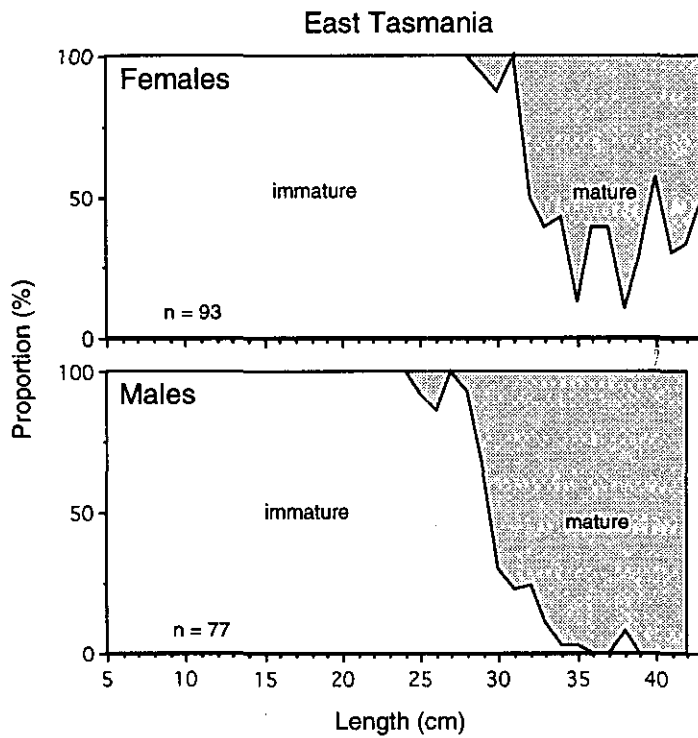 East Tasmania
Proportion (%)
100
50
0
Females
immature
mature
n = 93
100
50
0
Males
immature
mature
n = 77
5 10 15 20 25 30 35 40
Length (cm)